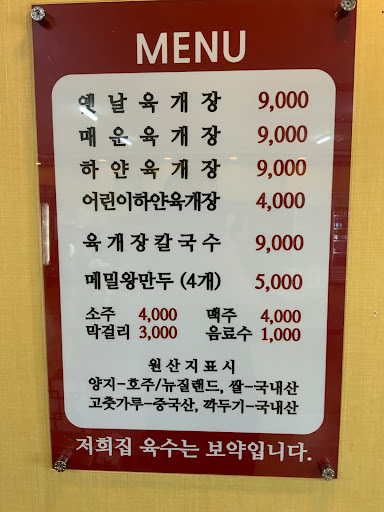 MENU
옛날육개장 9,000
매운육개장 9,000
하얀육개장 9,000
어린이하얀육개장 4,000
육개장칼국수 9,000
메밀왕만두 (4개) 5,000
소주 4,000 맥주 4,000
막걸리 3,000 음료수 1,000
원산지표시
양지-호주/뉴질랜드, 쌀-국내산
고춧가루-중국산, 깍두기-국내산
저희집 육수는 보약입니다.